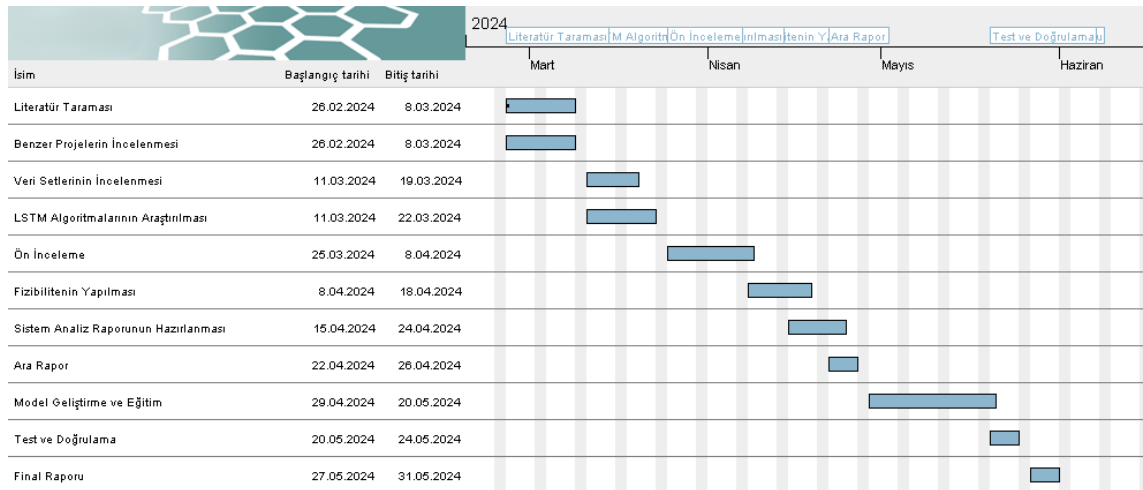 2024
Literatür Taraması M Algoritn Ön İnceleme ırılması itenin Y Ara Rapor Test ve Doğrulama u
Mart Nisan Mayıs Haziran
İsim Başlangıç tarihi Bitiş tarihi
Literatür Taraması 26.02.2024 8.03.2024
Benzer Projelerin İncelenmesi 26.02.2024 8.03.2024
Veri Setlerinin İncelenmesi 11.03.2024 19.03.2024
LSTM Algoritmalarının Araştırılması 11.03.2024 22.03.2024
Ön İnceleme 25.03.2024 8.04.2024
Fizibilitenin Yapılması 8.04.2024 18.04.2024
Sistem Analiz Raporunun Hazırlanması 15.04.2024 24.04.2024
Ara Rapor 22.04.2024 26.04.2024
Model Geliştirme ve Eğitim 29.04.2024 20.05.2024
Test ve Doğrulama 20.05.2024 24.05.2024
Final Raporu 27.05.2024 31.05.2024